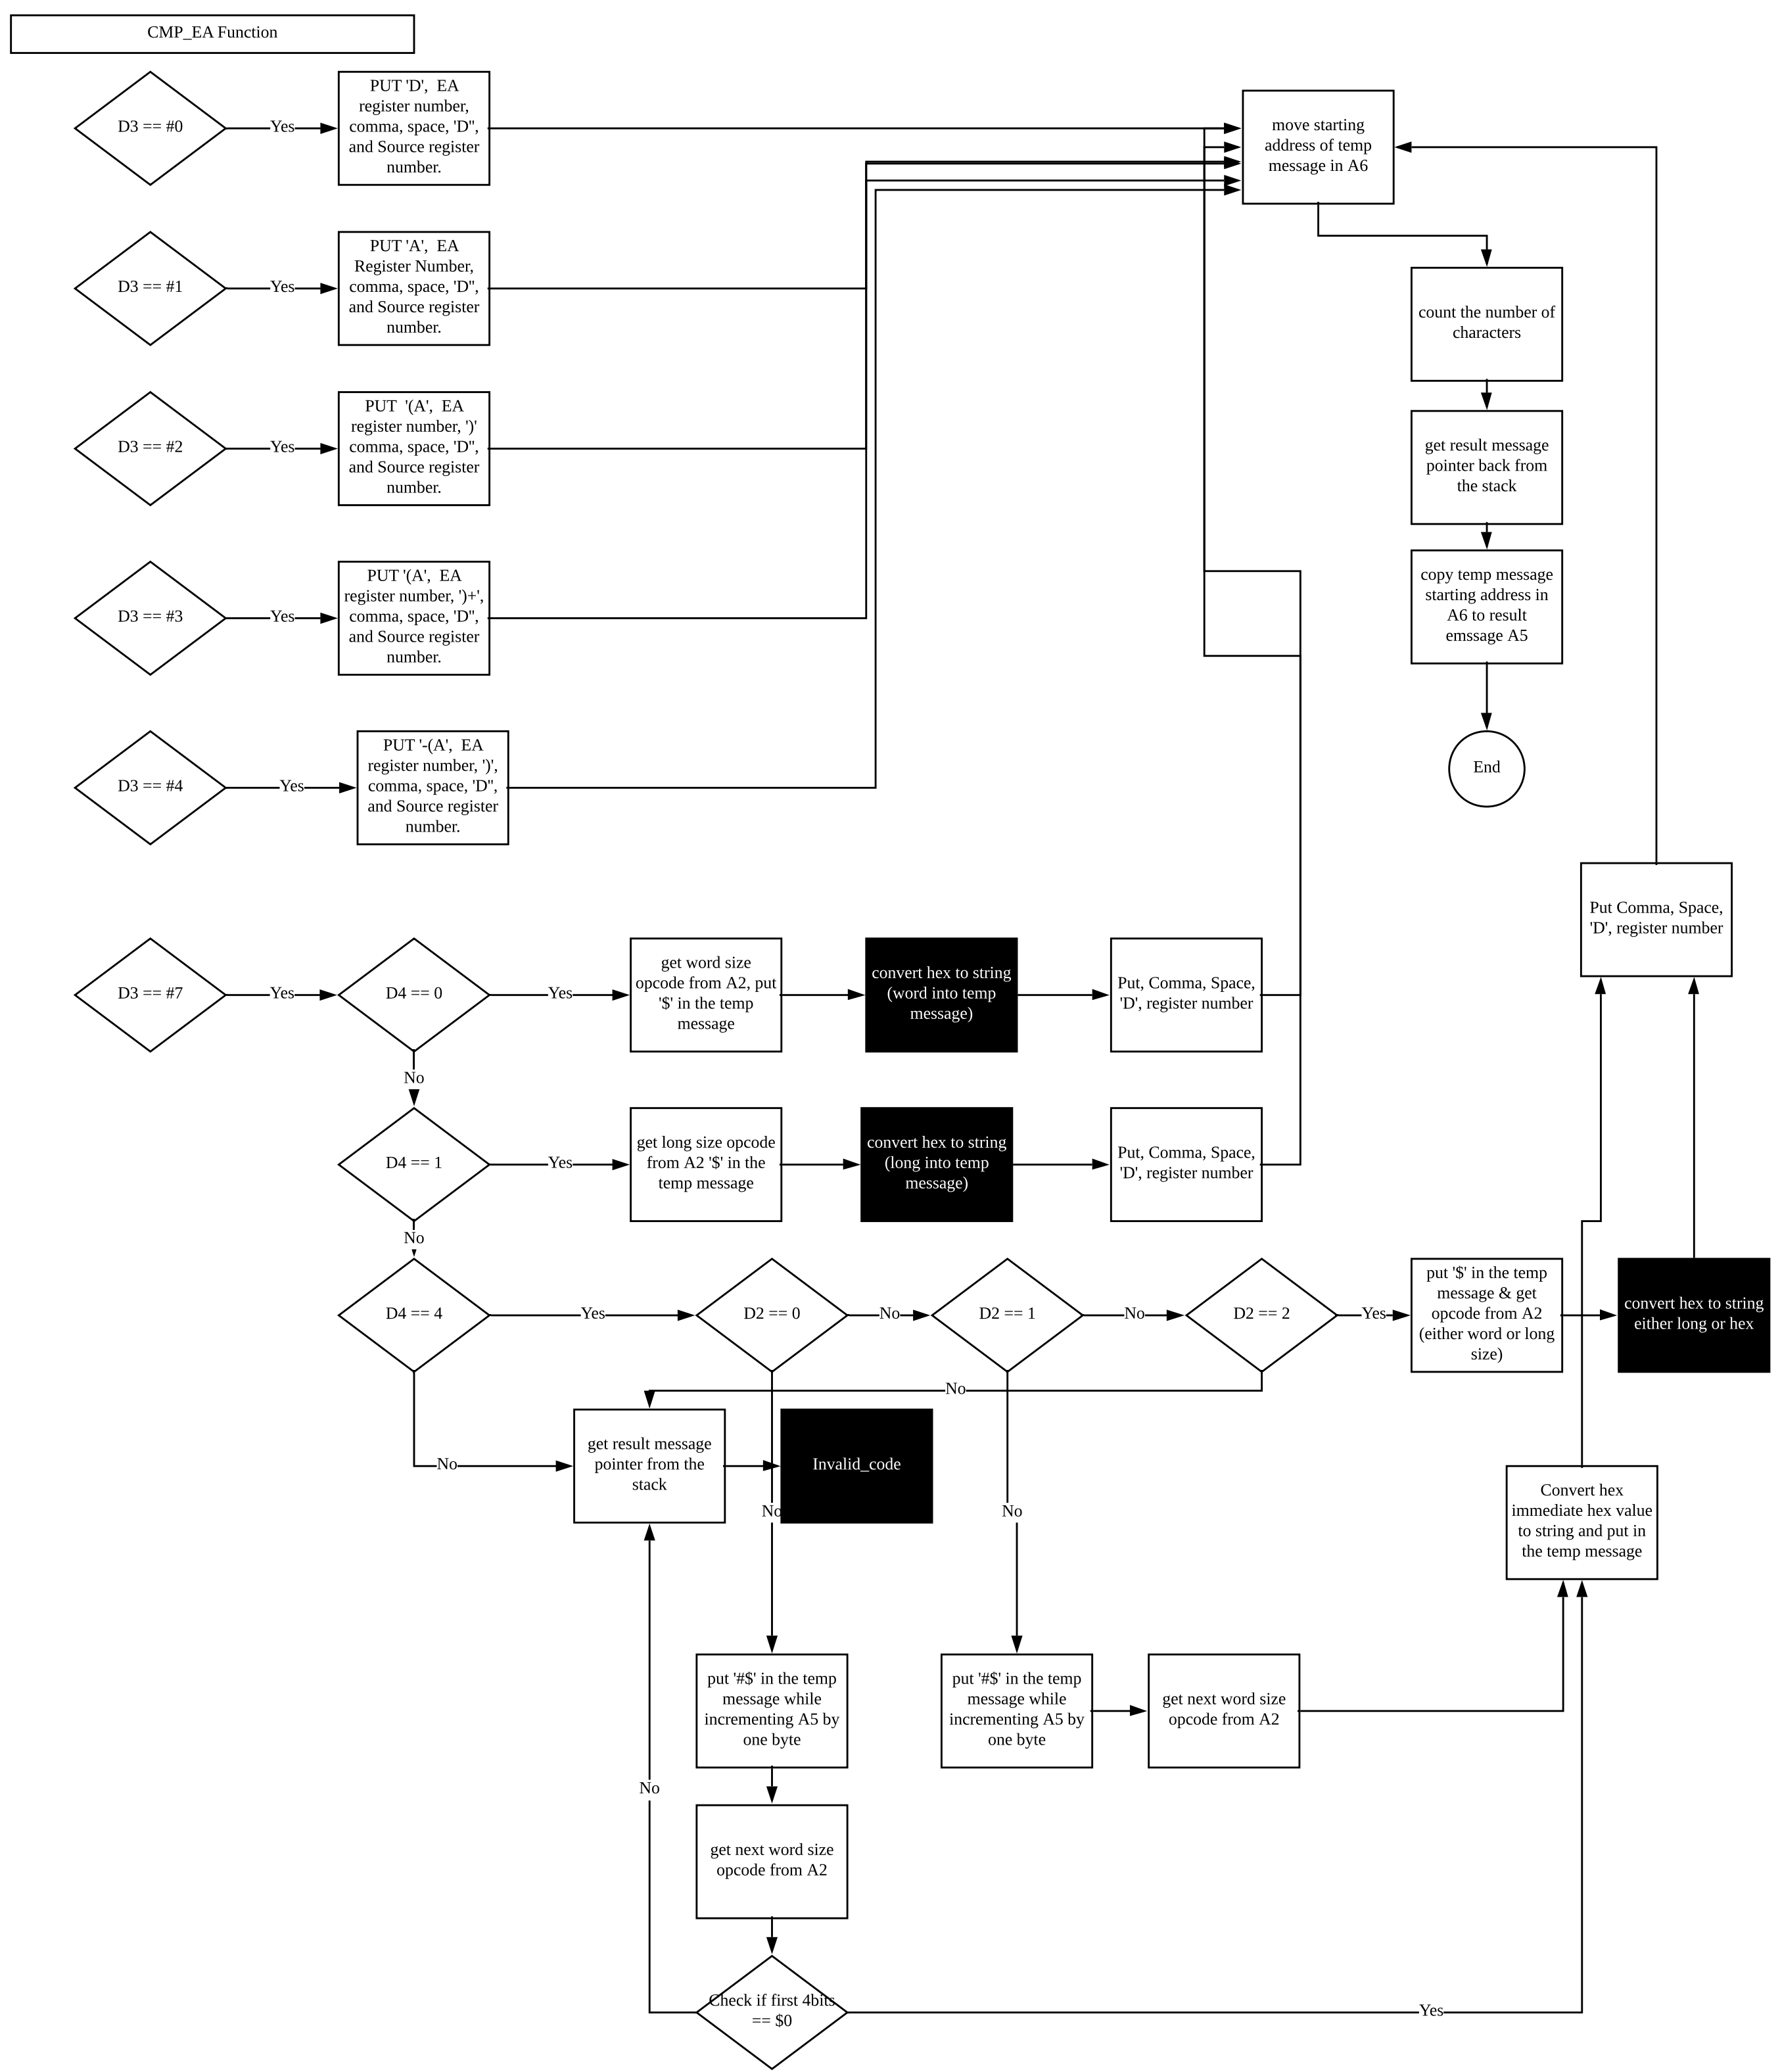 CMP_EA Function
D3 == #0
Yes
PUT 'D',  EA
register number,
comma, space, 'D",
and Source register
number.
move starting
address of temp
message in A6
D3 == #1
Yes
PUT 'A',  EA
Register Number,
comma, space, 'D",
and Source register
number.
count the number of
characters
D3 == #2
Yes
PUT  '(A',  EA
register number, ')'
comma, space, 'D",
and Source register
number.
get result message
pointer back from
the stack
D3 == #3
Yes
PUT '(A',  EA
register number, ')+',
comma, space, 'D",
and Source register
number.
copy temp message
starting address in
A6 to result
emssage A5
D3 == #4
Yes
PUT '-(A',  EA
register number, ')',
comma, space, 'D",
and Source register
number.
End
Put Comma, Space,
'D', register number
D3 == #7
Yes
D4 == 0
Yes
get word size
opcode from A2, put
'$' in the temp
message
convert hex to string
(word into temp
message)
Put, Comma, Space,
'D', register number
No
D4 == 1
Yes
get long size opcode
from A2 '$' in the
temp message
convert hex to string
(long into temp
message)
Put, Comma, Space,
'D', register number
No
D4 == 4
Yes
D2 == 0
No
D2 == 1
No
D2 == 2
Yes
put '$' in the temp
message & get
opcode from A2
(either word or long
size)
convert hex to string
either long or hex
No
No
get result message
pointer from the
stack
Invalid_code
No
No
Convert hex
immediate hex value
to string and put in
the temp message
put '#$' in the temp
message while
incrementing A5 by
one byte
put '#$' in the temp
message while
incrementing A5 by
one byte
get next word size
opcode from A2
No
get next word size
opcode from A2
Check if first 4bits
== $0
Yes